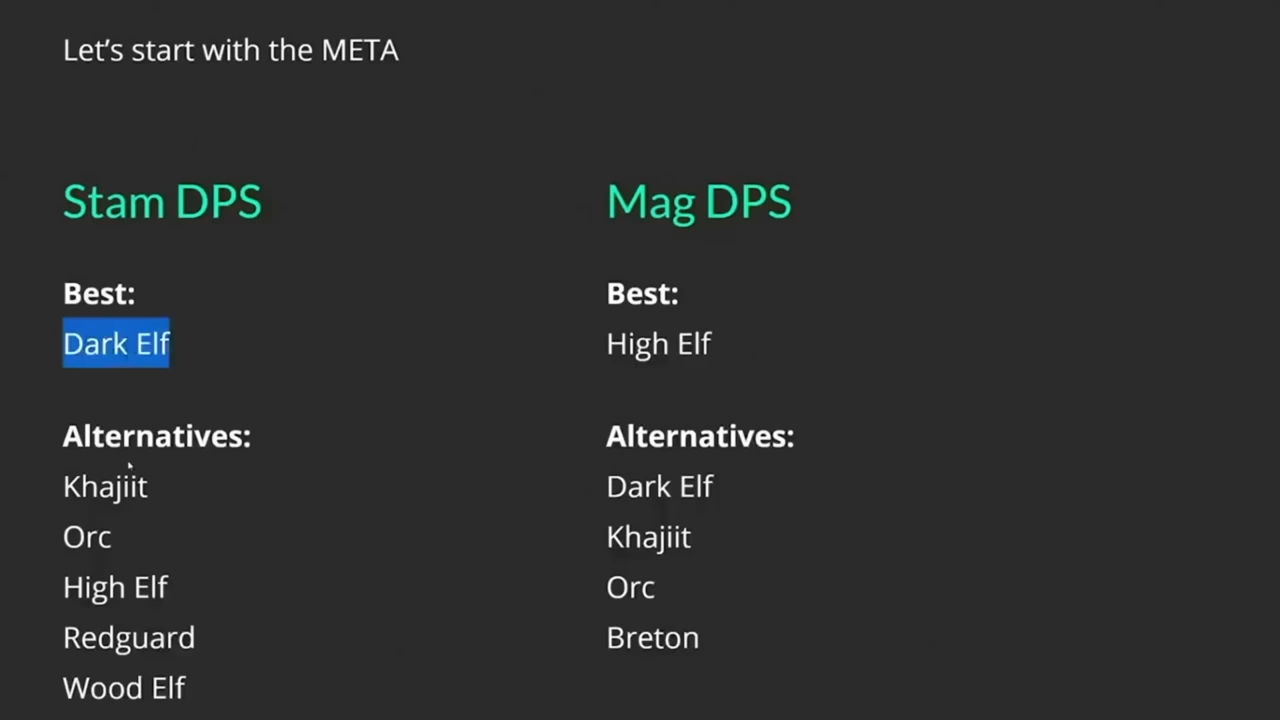 Let’s start with the META
Stam DPS
Best:
Dark Elf
Alternatives:
Khajiit
Orc
High Elf
Redguard
Wood Elf
Mag DPS
Best:
High Elf
Alternatives:
Dark Elf
Khajiit
Orc
Breton